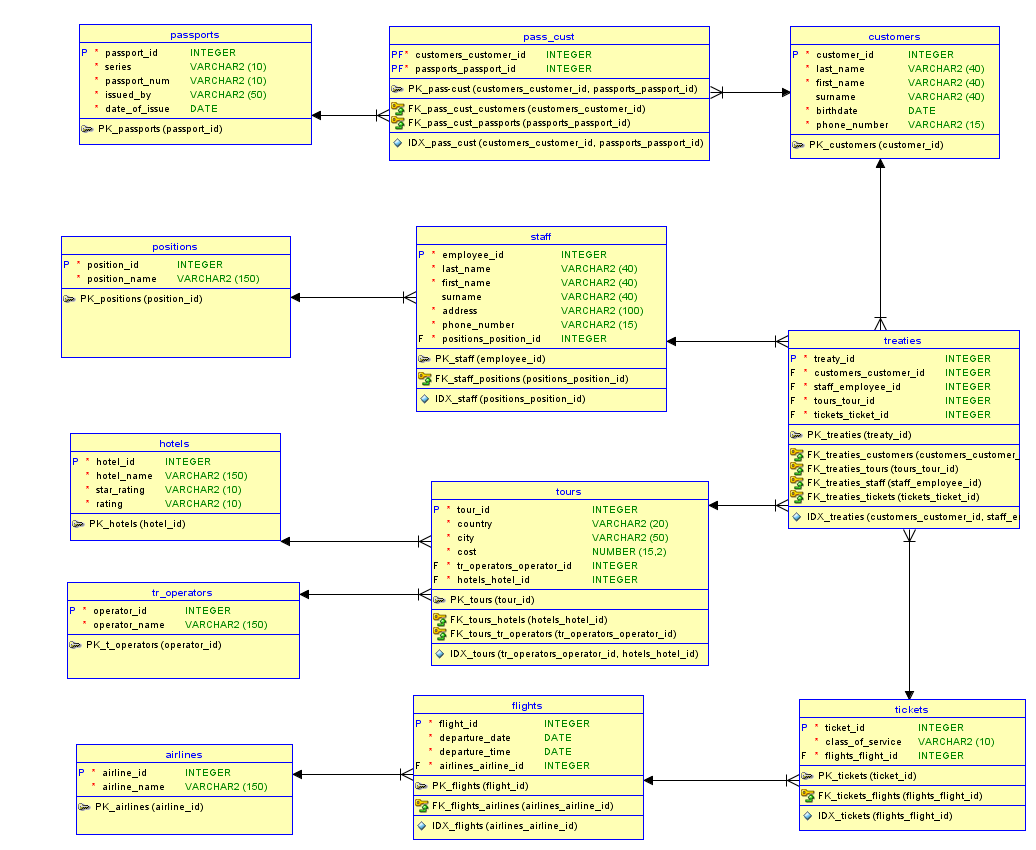 passports
P * passport_id INTEGER
* series VARCHAR2 (10)
* passport_num VARCHAR2 (10)
* issued_by VARCHAR2 (50)
* date_of_issue DATE
PK_passports (passport_id)
pass_cust
PF* customers_customer_id INTEGER
PF* passports_passport_id INTEGER
PK_pass-cust (customers_customer_id, passports_passport_id)
FK_pass_cust_customers (customers_customer_id)
FK_pass_cust_passports (passports_passport_id)
IDX_pass_cust (customers_customer_id, passports_passport_id)
customers
P * customer_id INTEGER
* last_name VARCHAR2 (40)
* first_name VARCHAR2 (40)
surname VARCHAR2 (40)
* birthdate DATE
* phone_number VARCHAR2 (15)
PK_customers (customer_id)
positions
P * position_id INTEGER
* position_name VARCHAR2 (150)
PK_positions (position_id)
staff
P * employee_id INTEGER
* last_name VARCHAR2 (40)
* first_name VARCHAR2 (40)
surname VARCHAR2 (40)
* address VARCHAR2 (100)
* phone_number VARCHAR2 (15)
F * positions_position_id INTEGER
PK_staff (employee_id)
FK_staff_positions (positions_position_id)
IDX_staff (positions_position_id)
treaties
P * treaty_id INTEGER
F * customers_customer_id INTEGER
F * staff_employee_id INTEGER
F * tours_tour_id INTEGER
F * tickets_ticket_id INTEGER
PK_treaties (treaty_id)
FK_treaties_customers (customers_customer_
FK_treaties_tours (tours_tour_id)
FK_treaties_staff (staff_employee_id)
FK_treaties_tickets (tickets_ticket_id)
IDX_treaties (customers_customer_id, staff_e
hotels
P * hotel_id INTEGER
* hotel_name VARCHAR2 (150)
* star_rating VARCHAR2 (10)
* rating VARCHAR2 (10)
PK_hotels (hotel_id)
tours
P * tour_id INTEGER
* country VARCHAR2 (20)
* city VARCHAR2 (50)
* cost NUMBER (15,2)
F * tr_operators_operator_id INTEGER
F * hotels_hotel_id INTEGER
PK_tours (tour_id)
FK_tours_hotels (hotels_hotel_id)
FK_tours_tr_operators (tr_operators_operator_id)
IDX_tours (tr_operators_operator_id, hotels_hotel_id)
tr_operators
P * operator_id INTEGER
* operator_name VARCHAR2 (150)
PK_t_operators (operator_id)
flights
P * flight_id INTEGER
* departure_date DATE
* departure_time DATE
F * airlines_airline_id INTEGER
PK_flights (flight_id)
FK_flights_airlines (airlines_airline_id)
IDX_flights (airlines_airline_id)
tickets
P * ticket_id INTEGER
* class_of_service VARCHAR2 (10)
F * flights_flight_id INTEGER
PK_tickets (ticket_id)
FK_tickets_flights (flights_flight_id)
IDX_tickets (flights_flight_id)
airlines
P * airline_id INTEGER
* airline_name VARCHAR2 (150)
PK_airlines (airline_id)